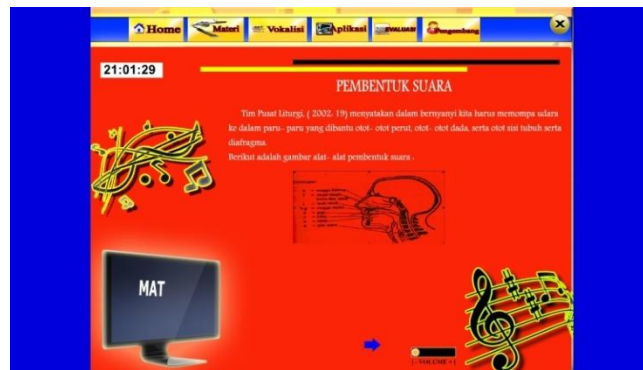 Home Materi Vokalisi Aplikasi EVALUASI Pengembang
21:01:29
PEMBENTUK SUARA
Tim Pusat Liturgi, ( 2002: 19) menyatakan dalam bernyanyi kita harus memompa udara
ke dalam paru- paru yang dibantu otot- otot perut, otot- otot dada, serta otot sisi tubuh serta
diafragma.
Berikut adalah gambar alat- alat pembentuk suara :
MAT
[ - VOLUME + ]